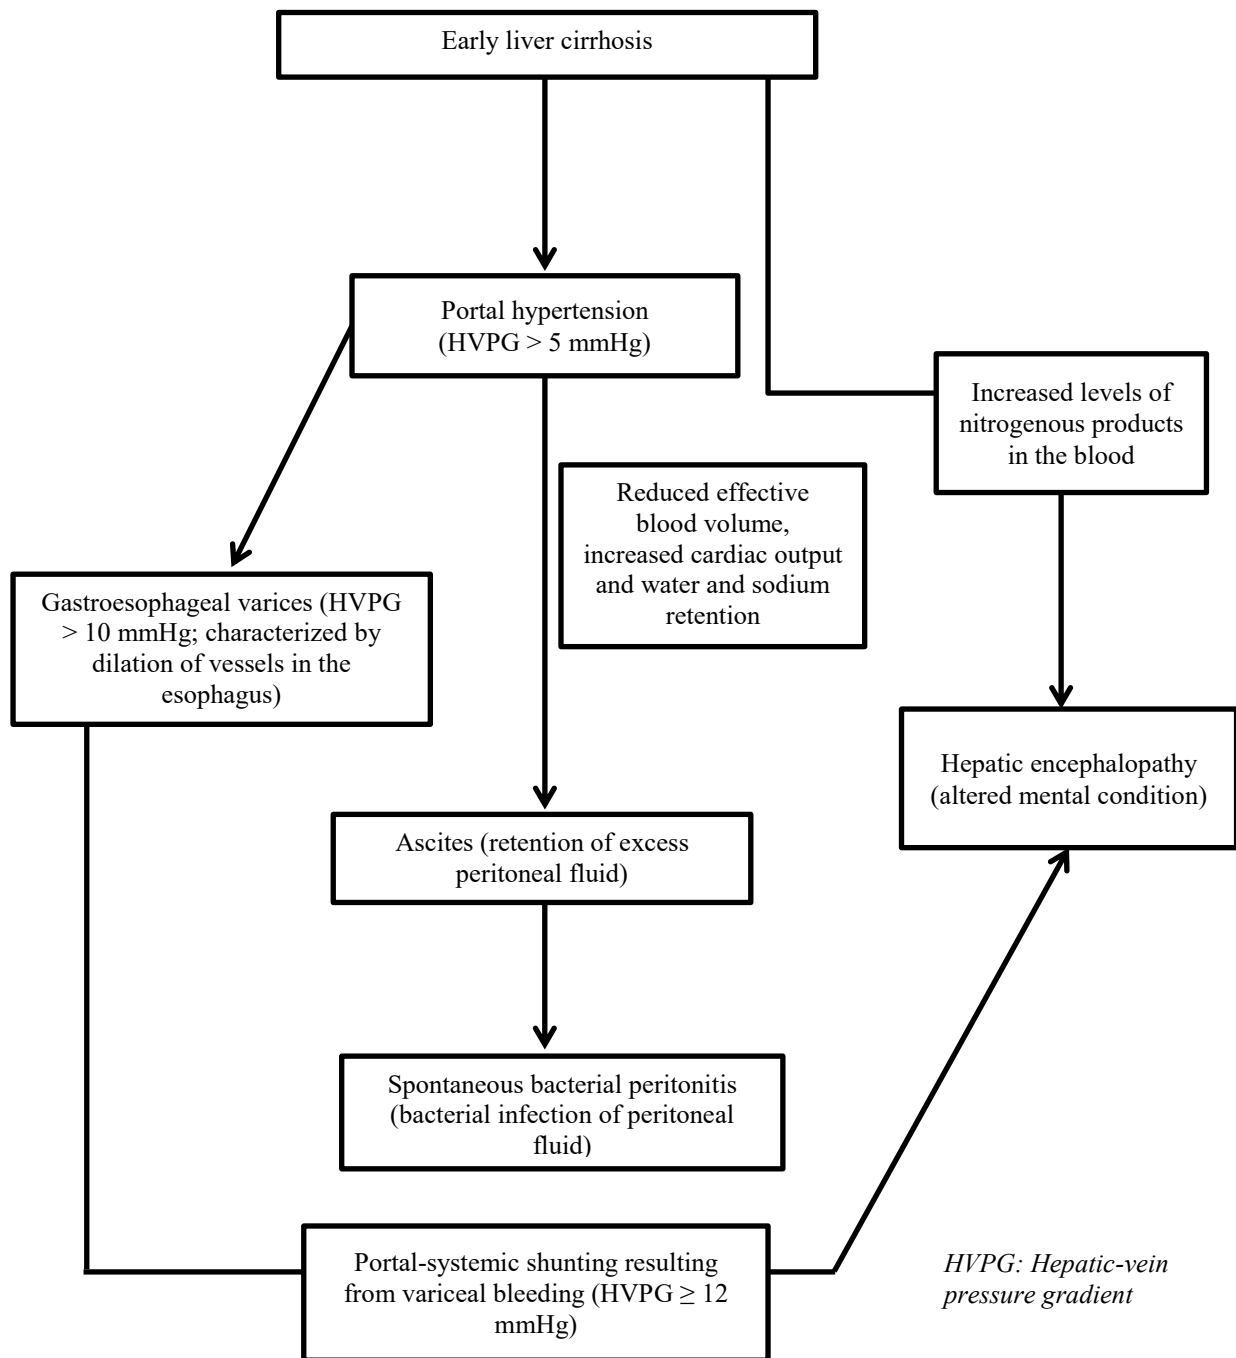 Early liver cirrhosis
Portal hypertension
(HVPG > 5 mmHg)
Increased levels of
nitrogenous products
in the blood
Reduced effective
blood volume,
increased cardiac output
and water and sodium
retention
Gastroesophageal varices (HVPG
> 10 mmHg; characterized by
dilation of vessels in the
esophagus)
Hepatic encephalopathy
(altered mental condition)
Ascites (retention of excess
peritoneal fluid)
Spontaneous bacterial peritonitis
(bacterial infection of peritoneal
fluid)
Portal-systemic shunting resulting
from variceal bleeding (HVPG ≥ 12
mmHg)
HVPG: Hepatic-vein
pressure gradient